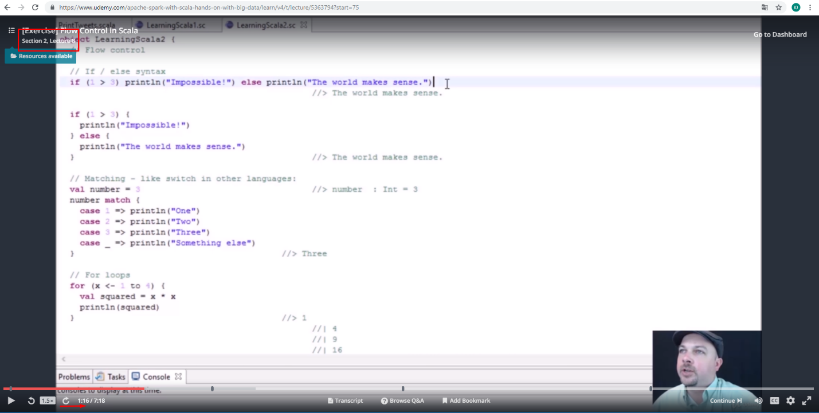 https://www.udemy.com/apache-spark-with-scala-hands-on-with-big-data/learn/v4/t/lecture/5363794?start=75
PrintTweets.scala LearningScala1.sc LearningScala2.sc
[Exercise] Flow Control in Scala
Section 2, Lecture
Go to Dashboard
Resources available
LearningScala2 {
Flow control
// If / else syntax
if (1 > 3) println("Impossible!") else println("The world makes sense.")
//> The world makes sense.
if (1 > 3) {
println("Impossible!")
} else {
println("The world makes sense.")
} //> The world makes sense.
// Matching - like switch in other languages:
val number = 3 //> number : Int = 3
number match {
case 1 => println("One")
case 2 => println("Two")
case 3 => println("Three")
case _ => println("Something else")
} //> Three
// For loops
for (x <- 1 to 4) {
val squared = x * x
println(squared)
} //> 1
//| 4
//| 9
//| 16
Problems Tasks Console
consoles to display at this time.
1.5x 1:16 / 7:18 Transcript Browse Q&A Add Bookmark Continue